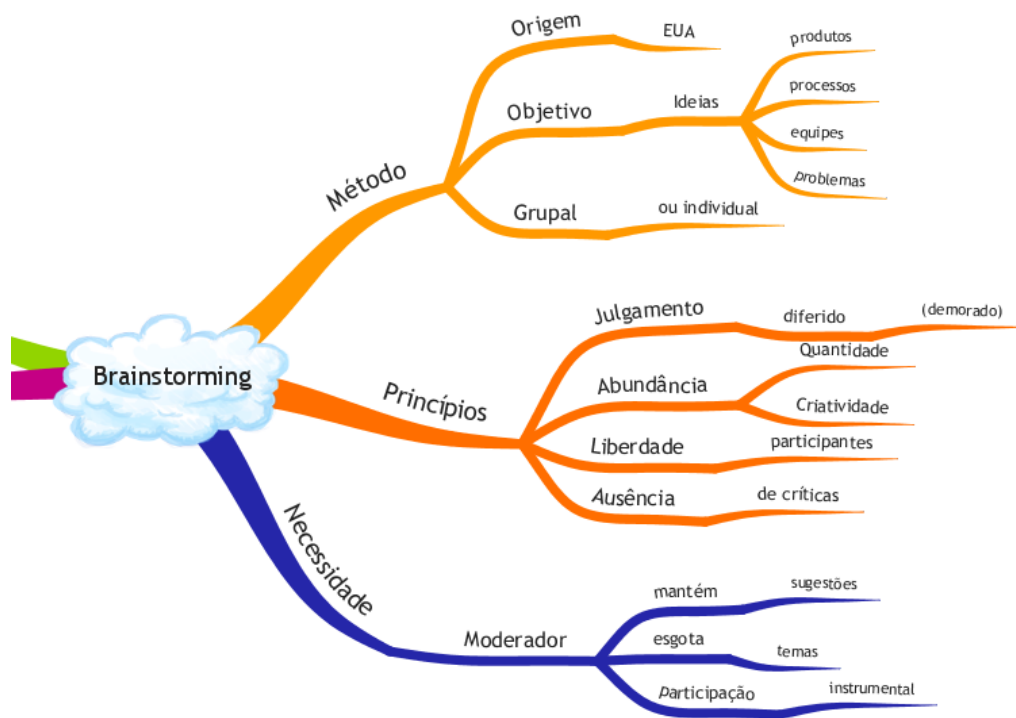 Brainstorming
Método
Origem
EUA
Objetivo
Ideias
produtos
processos
equipes
problemas
Grupal
ou individual
Princípios
Julgamento
diferido
(demorado)
Abundância
Quantidade
Criatividade
Liberdade
participantes
Ausência
de críticas
Necessidade
Moderador
mantém
sugestões
esgota
temas
participação
instrumental